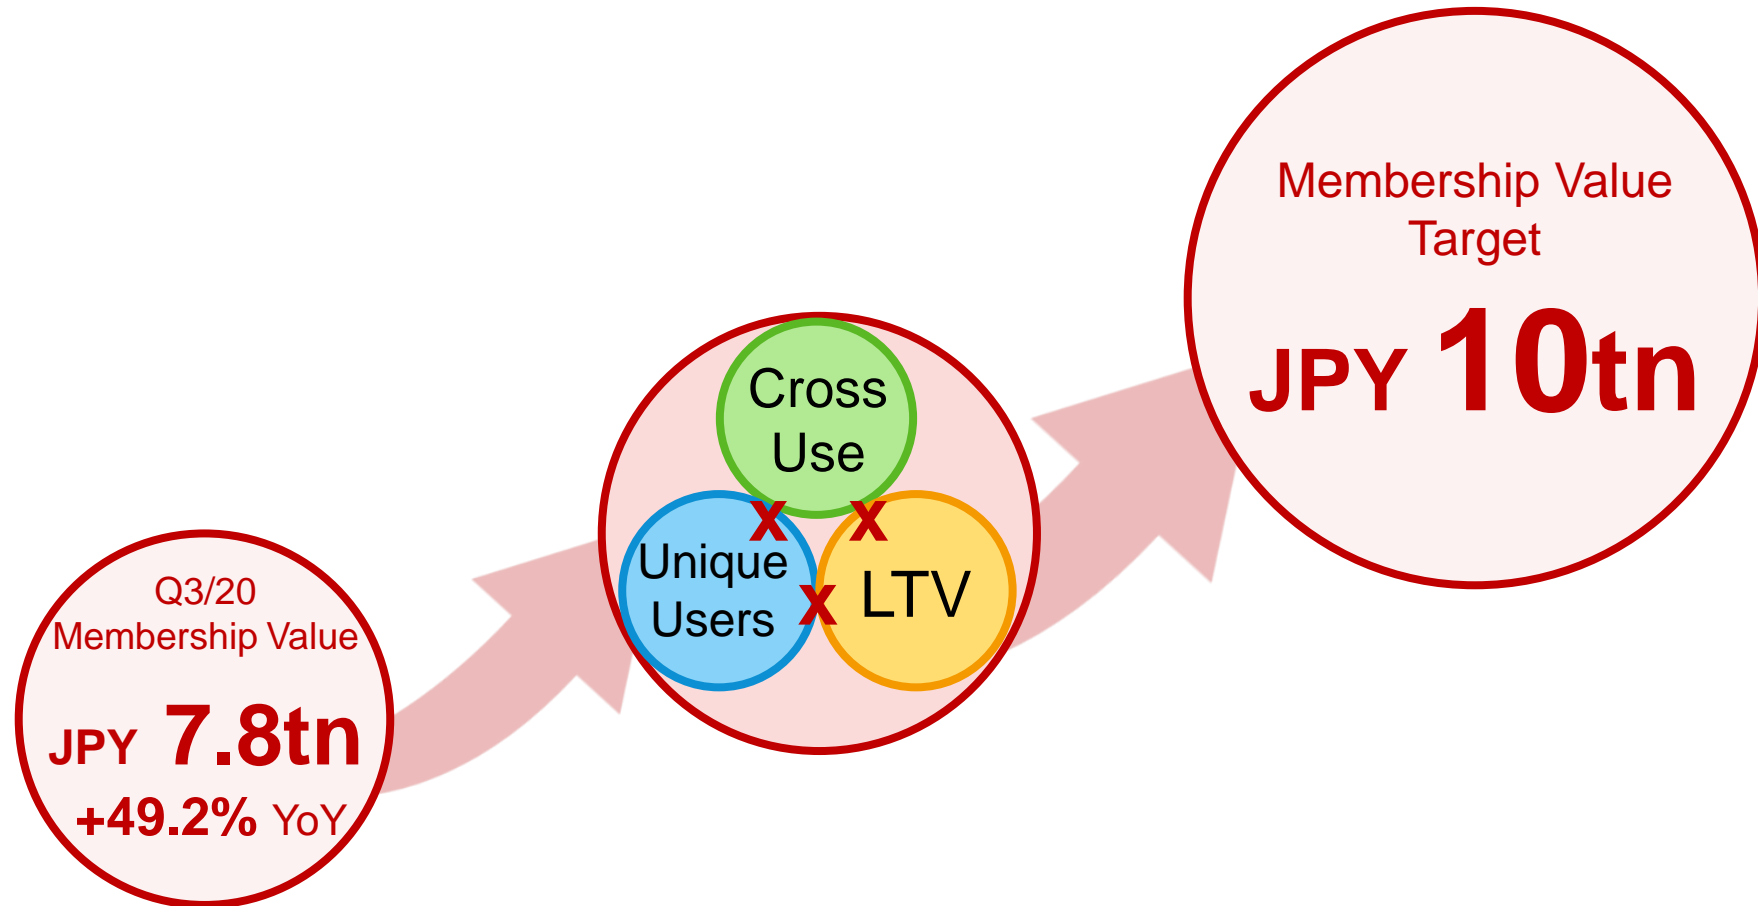 Q3/20
Membership Value
JPY 7.8tn
+49.2% YoY
Cross
Use
x x
Unique
Users
x
LTV
Membership Value
Target
JPY 10tn